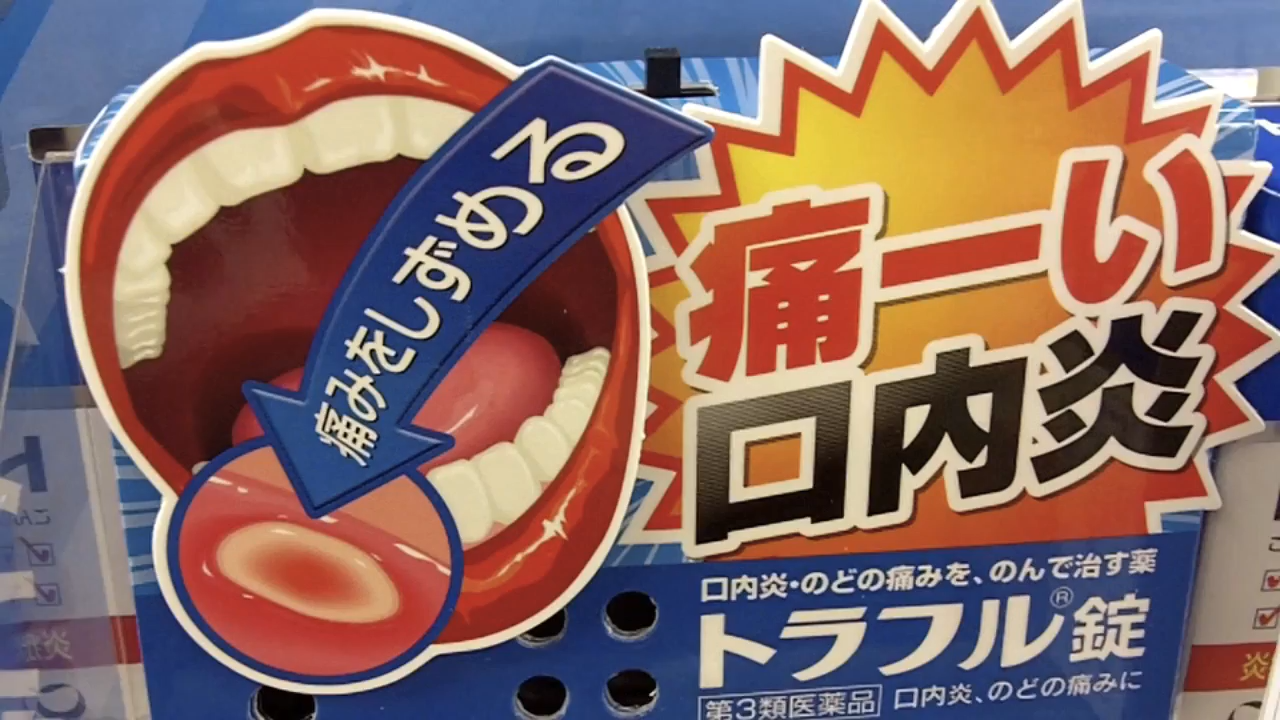 痛みをしずめる
痛ーい
口内炎
口内炎・のどの痛みを、のんで治す薬
トラフル®錠
第3類医薬品 口内炎、のどの痛みに